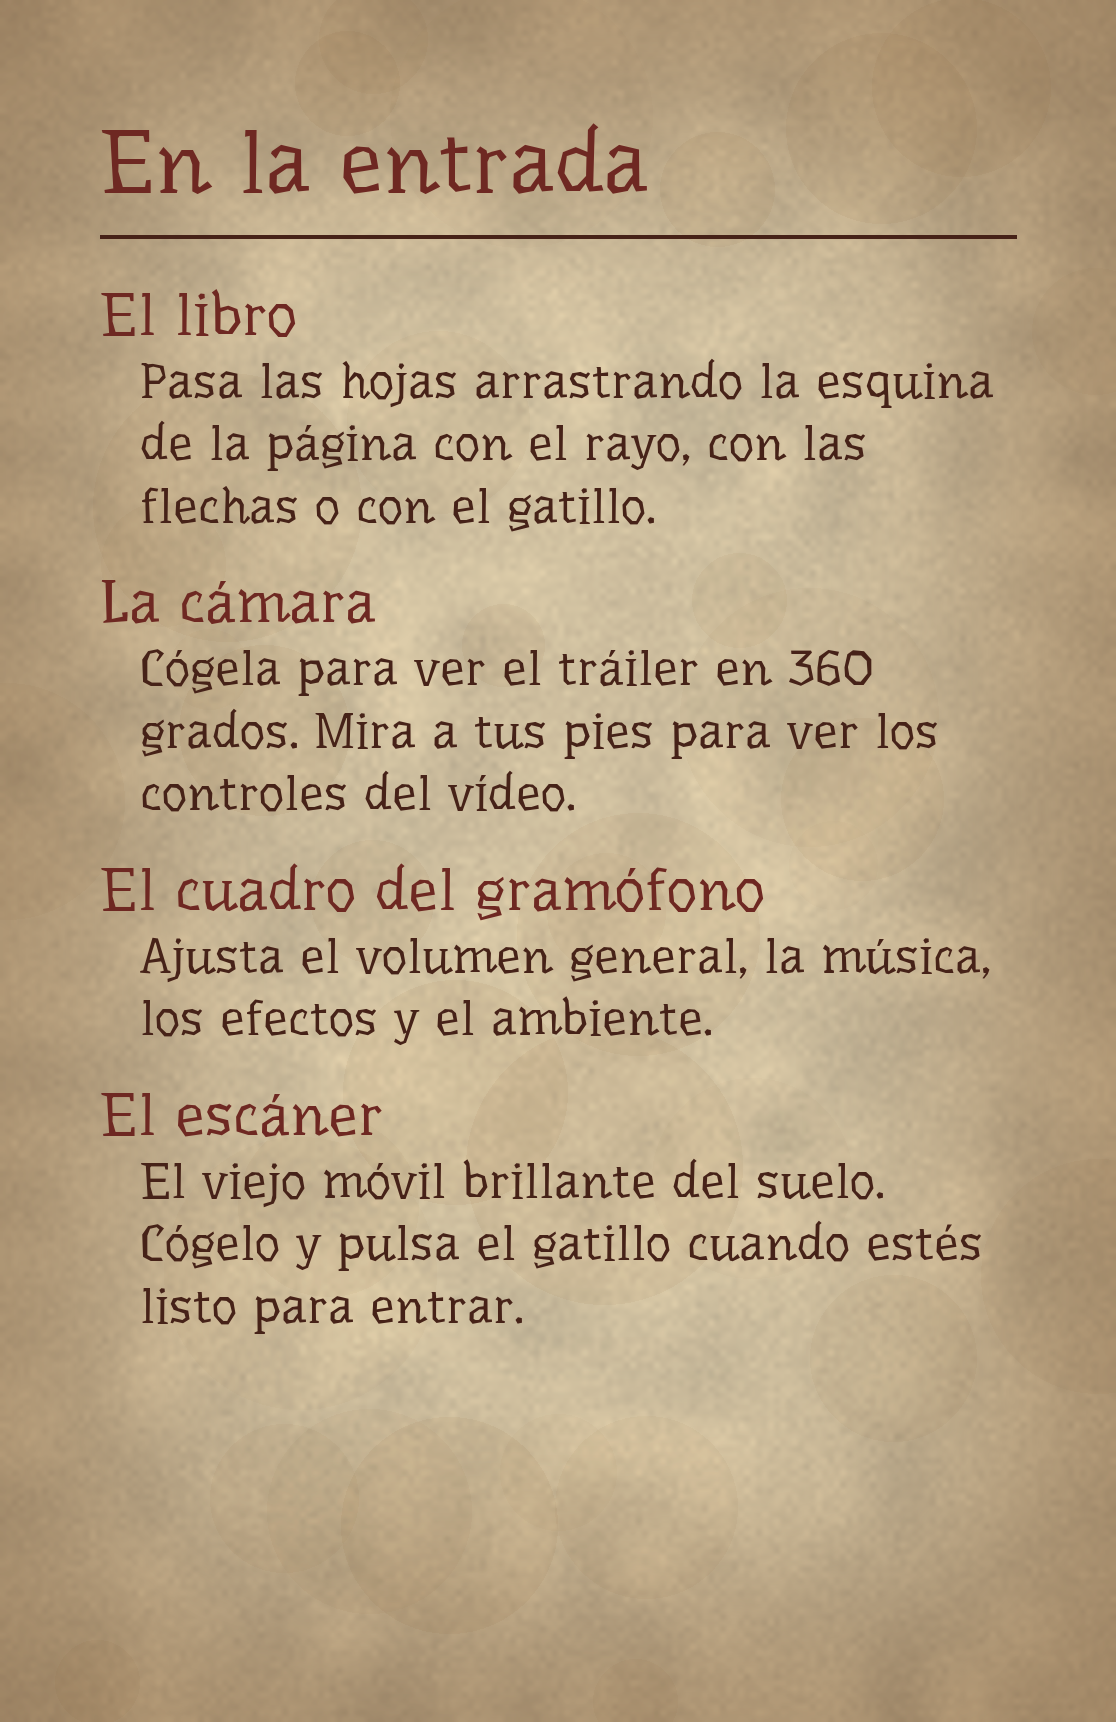 En la entrada
El libro
Pasa las hojas arrastrando la esquina
de la página con el rayo, con las
flechas o con el gatillo.
La cámara
Cógela para ver el tráiler en 360
grados. Mira a tus pies para ver los
controles del vídeo.
El cuadro del gramófono
Ajusta el volumen general, la música,
los efectos y el ambiente.
El escáner
El viejo móvil brillante del suelo.
Cógelo y pulsa el gatillo cuando estés
listo para entrar.